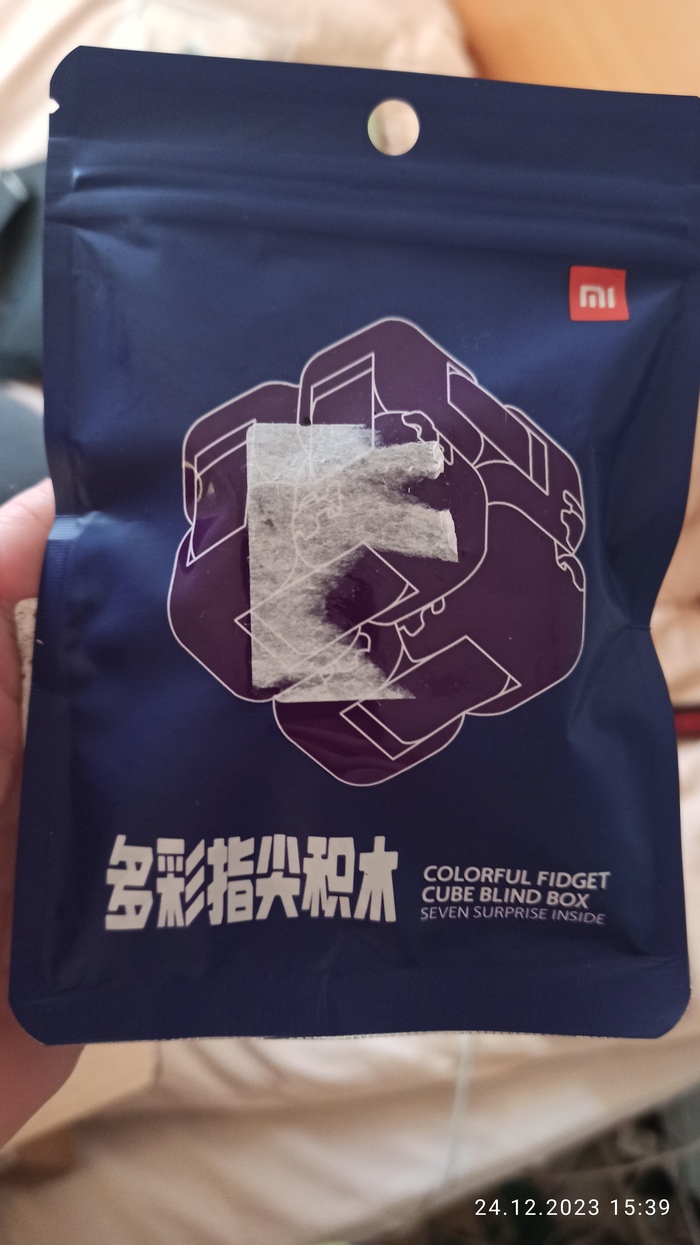 mi
多彩指尖积木
COLORFUL FIDGET
CUBE BLIND BOX
SEVEN SURPRISE INSIDE
24.12.2023 15:39